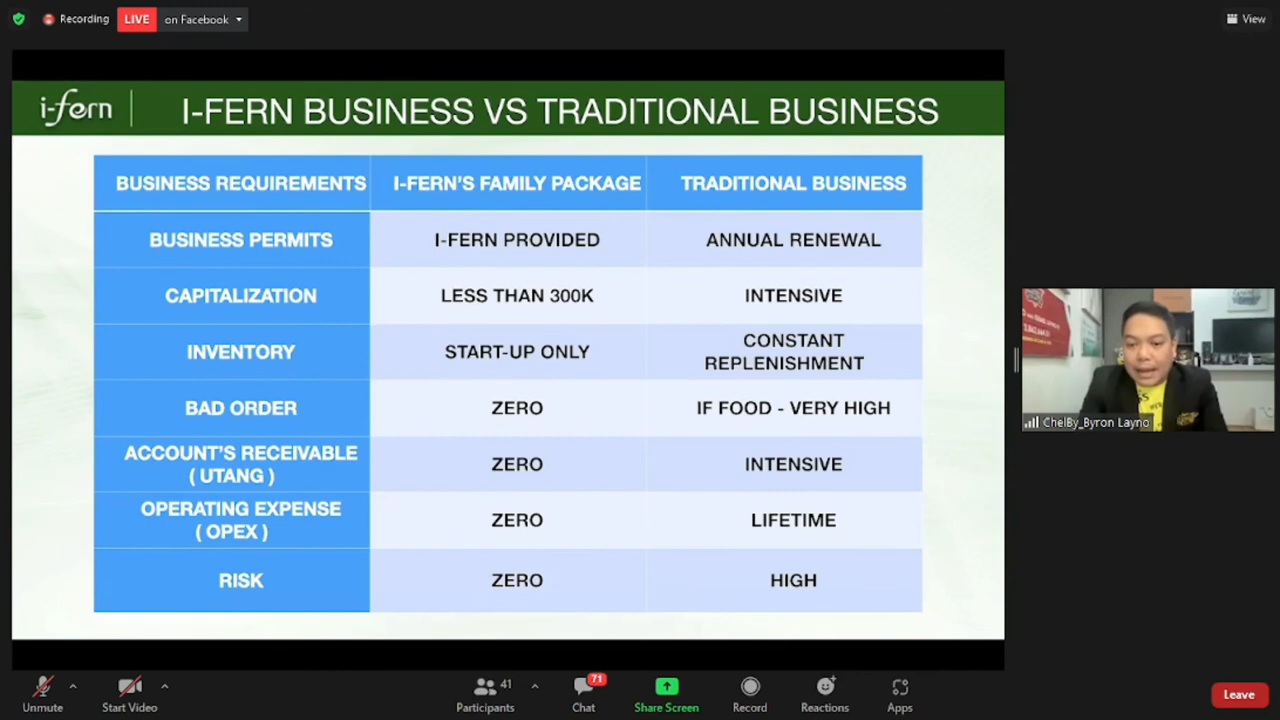 Recording
LIVE
on Facebook
View
i-fern
I-FERN BUSINESS VS TRADITIONAL BUSINESS
BUSINESS REQUIREMENTS
I-FERN'S FAMILY PACKAGE
TRADITIONAL BUSINESS
BUSINESS PERMITS
I-FERN PROVIDED
ANNUAL RENEWAL
CAPITALIZATION
LESS THAN 300K
INTENSIVE
INVENTORY
START-UP ONLY
CONSTANT
REPLENISHMENT
BAD ORDER
ZERO
IF FOOD - VERY HIGH
ACCOUNT'S RECEIVABLE
( UTANG )
ZERO
INTENSIVE
OPERATING EXPENSE
( OPEX )
ZERO
LIFETIME
RISK
ZERO
HIGH
ChelBy_Byron Layno
Unmute
Start Video
41
Participants
71
Chat
Share Screen
Record
Reactions
Apps
Leave